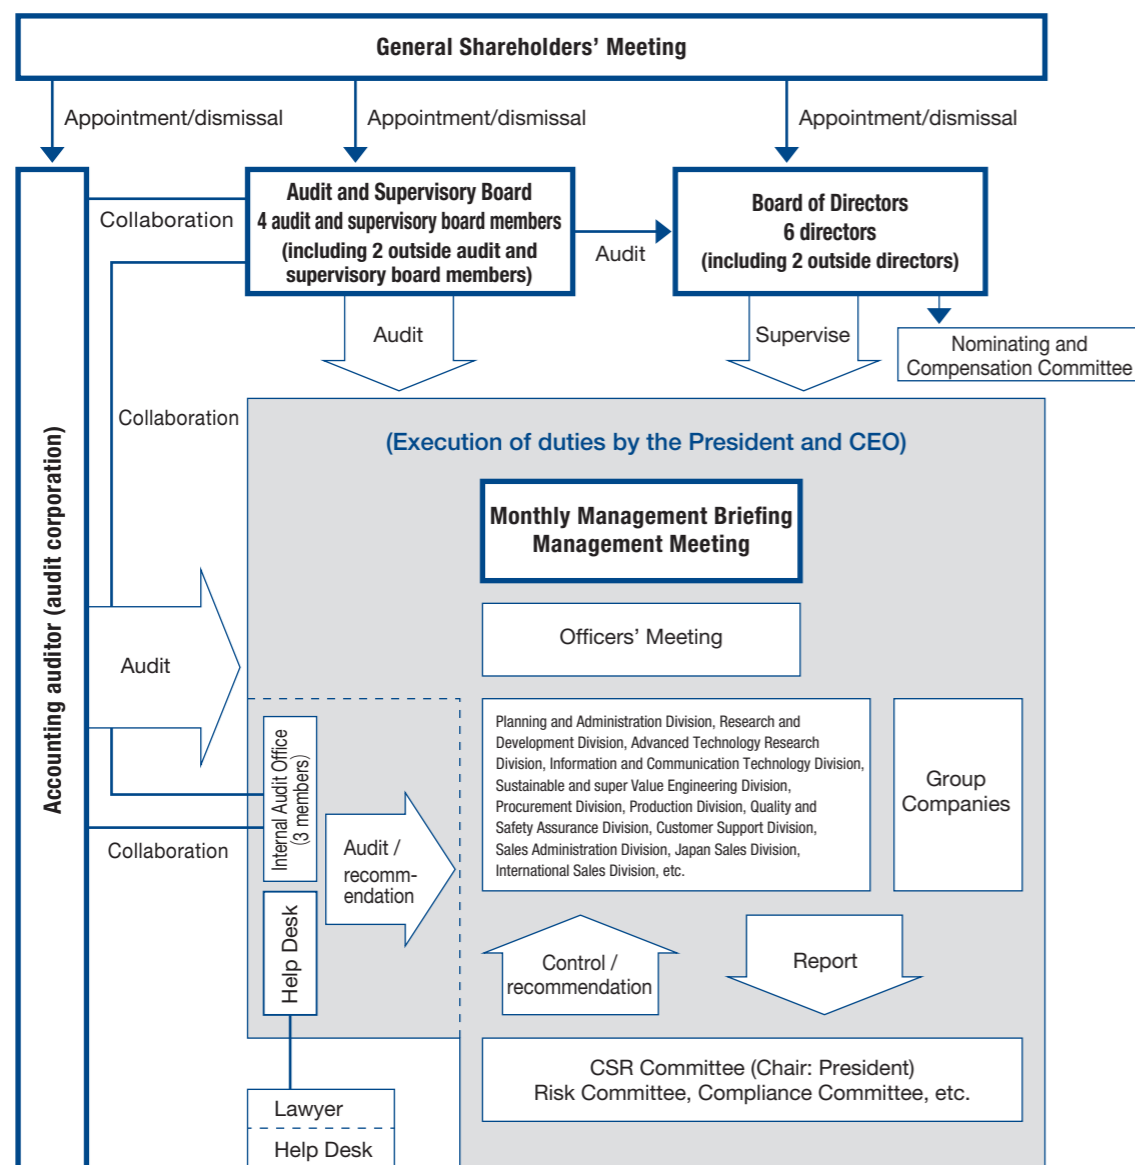 General Shareholders' Meeting
Appointment/dismissal
Appointment/dismissal
Appointment/dismissal
Accounting auditor (audit corporation)
Collaboration
Audit and Supervisory Board
4 audit and supervisory board members
(including 2 outside audit and
supervisory board members)
Audit
Board of Directors
6 directors
(including 2 outside directors)
Audit
Supervise
Nominating and
Compensation Committee
Collaboration
(Execution of duties by the President and CEO)
Monthly Management Briefing
Management Meeting
Officers' Meeting
Audit
Internal Audit Office
(3 members)
Planning and Administration Division, Research and
Development Division, Advanced Technology Research
Division, Information and Communication Technology Division,
Sustainable and super Value Engineering Division,
Procurement Division, Production Division, Quality and
Safety Assurance Division, Customer Support Division,
Sales Administration Division, Japan Sales Division,
International Sales Division, etc.
Group
Companies
Collaboration
Audit /
recomm-
endation
Help Desk
Control /
recommendation
Report
CSR Committee (Chair: President)
Risk Committee, Compliance Committee, etc.
Lawyer
Help Desk